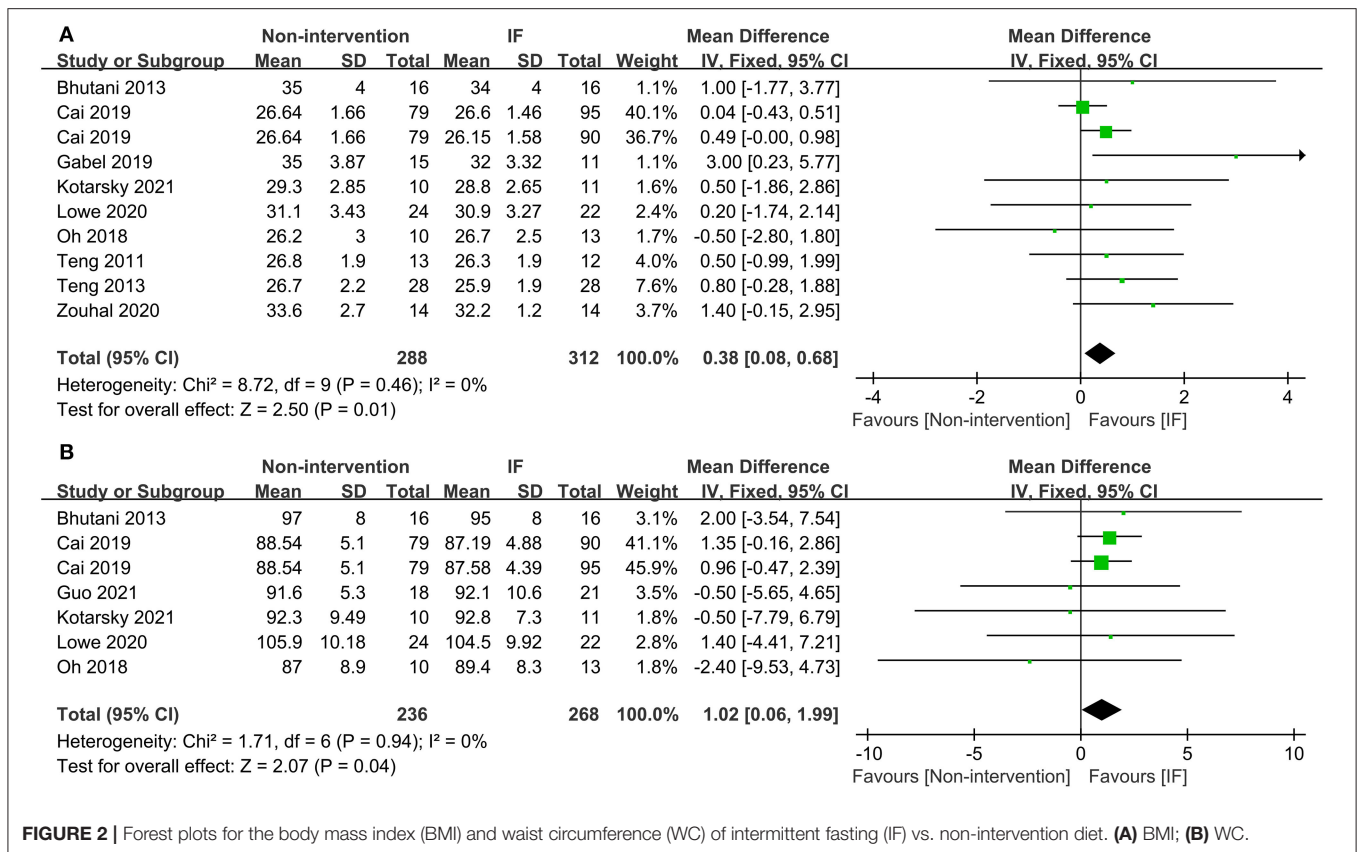 A
Non-intervention IF Mean Difference Mean Difference
Study or Subgroup Mean SD Total Mean SD Total Weight IV, Fixed, 95% CI IV, Fixed, 95% CI
Bhutani 2013 35 4 16 34 4 16 1.1% 1.00 [-1.77, 3.77]
Cai 2019 26.64 1.66 79 26.6 1.46 95 40.1% 0.04 [-0.43, 0.51]
Cai 2019 26.64 1.66 79 26.15 1.58 90 36.7% 0.49 [-0.00, 0.98]
Gabel 2019 35 3.87 15 32 3.32 11 1.1% 3.00 [0.23, 5.77]
Kotarsky 2021 29.3 2.85 10 28.8 2.65 11 1.6% 0.50 [-1.86, 2.86]
Lowe 2020 31.1 3.43 24 30.9 3.27 22 2.4% 0.20 [-1.74, 2.14]
Oh 2018 26.2 3 10 26.7 2.5 13 1.7% -0.50 [-2.80, 1.80]
Teng 2011 26.8 1.9 13 26.3 1.9 12 4.0% 0.50 [-0.99, 1.99]
Teng 2013 26.7 2.2 28 25.9 1.9 28 7.6% 0.80 [-0.28, 1.88]
Zouhal 2020 33.6 2.7 14 32.2 1.2 14 3.7% 1.40 [-0.15, 2.95]
Total (95% CI) 288 312 100.0% 0.38 [0.08, 0.68]
Heterogeneity: Chi² = 8.72, df = 9 (P = 0.46); I² = 0%
Test for overall effect: Z = 2.50 (P = 0.01)
-4 -2 0 2 4
Favours [Non-intervention] Favours [IF]
B
Non-intervention IF Mean Difference Mean Difference
Study or Subgroup Mean SD Total Mean SD Total Weight IV, Fixed, 95% CI IV, Fixed, 95% CI
Bhutani 2013 97 8 16 95 8 16 3.1% 2.00 [-3.54, 7.54]
Cai 2019 88.54 5.1 79 87.19 4.88 90 41.1% 1.35 [-0.16, 2.86]
Cai 2019 88.54 5.1 79 87.58 4.39 95 45.9% 0.96 [-0.47, 2.39]
Guo 2021 91.6 5.3 18 92.1 10.6 21 3.5% -0.50 [-5.65, 4.65]
Kotarsky 2021 92.3 9.49 10 92.8 7.3 11 1.8% -0.50 [-7.79, 6.79]
Lowe 2020 105.9 10.18 24 104.5 9.92 22 2.8% 1.40 [-4.41, 7.21]
Oh 2018 87 8.9 10 89.4 8.3 13 1.8% -2.40 [-9.53, 4.73]
Total (95% CI) 236 268 100.0% 1.02 [0.06, 1.99]
Heterogeneity: Chi² = 1.71, df = 6 (P = 0.94); I² = 0%
Test for overall effect: Z = 2.07 (P = 0.04)
-10 -5 0 5 10
Favours [Non-intervention] Favours [IF]
FIGURE 2 | Forest plots for the body mass index (BMI) and waist circumference (WC) of intermittent fasting (IF) vs. non-intervention diet. (A) BMI; (B) WC.